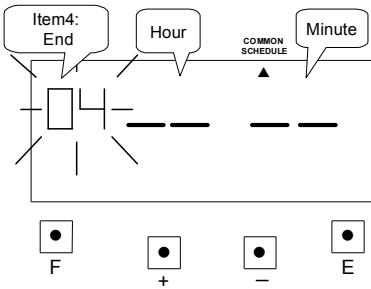 Item4:
End
Hour
COMMON
SCHEDULE
Minute
04 -- --
F
+
−
E